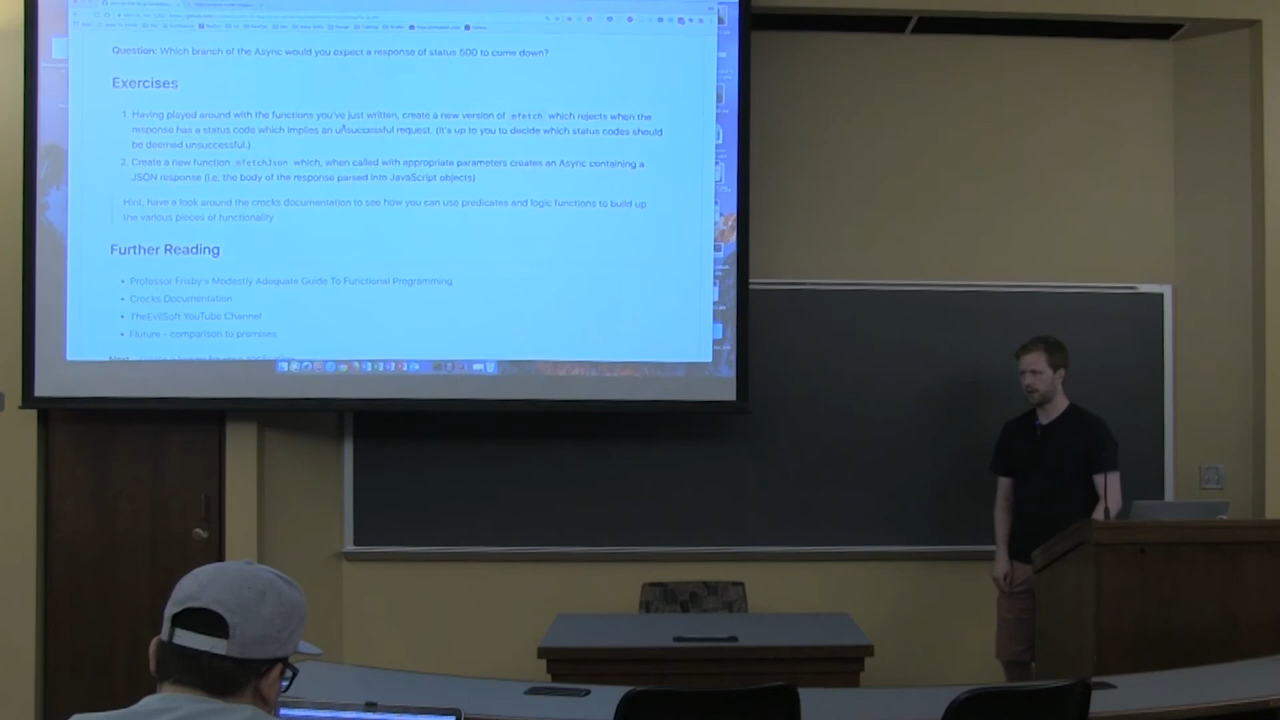 Question: Which branch of the Async would you expect a response of status 500 to come down?
Exercises
1. Having played around with the functions you've just written, create a new version of mfetch which rejects when the
response has a status code which implies an unsuccessful request. (It's up to you to decide which status codes should
be deemed unsuccessful.)
2. Create a new function mfetchJson which, when called with appropriate parameters creates an Async containing a
JSON response (i.e. the body of the response parsed into JavaScript objects)
Hint, have a look around the crocks documentation to see how you can use predicates and logic functions to build up
the various pieces of functionality
Further Reading
• Professor Frisby's Modestly Adequate Guide To Functional Programming
• Crocks Documentation
• TheEvilSoft YouTube Channel
• Fluture - comparison to promises